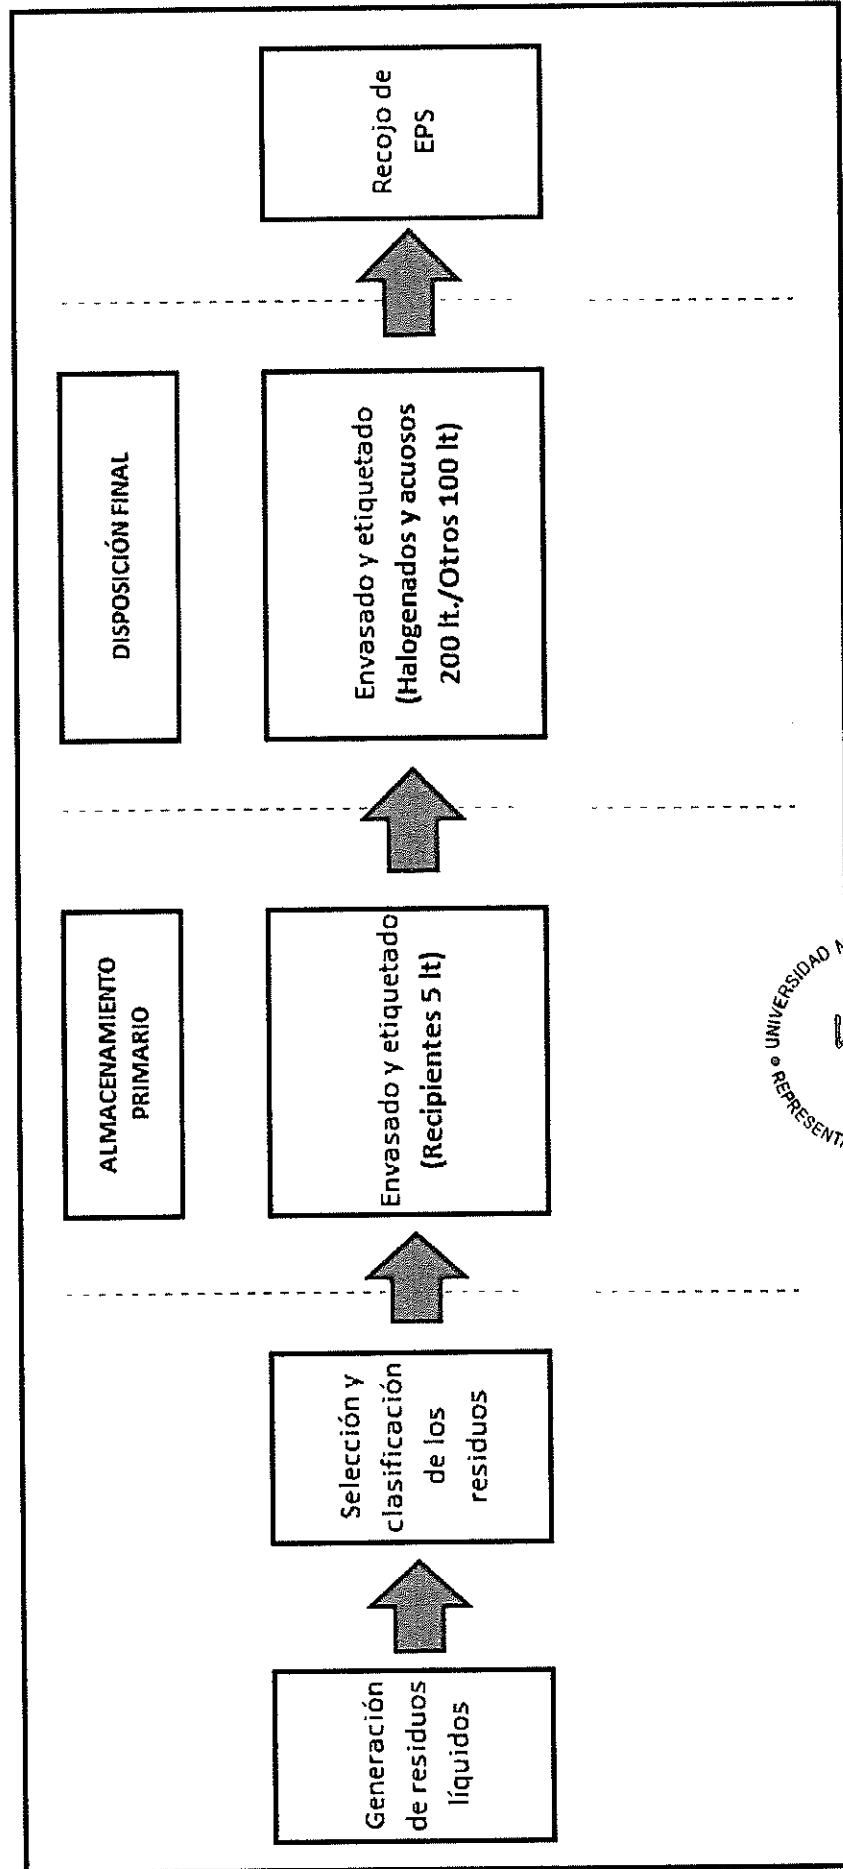 Generación
de residuos
líquidos
Selección y
clasificación
de los
residuos
ALMACENAMIENTO
PRIMARIO
Envasado y etiquetado
(Recipientes 5 lt)
DISPOSICIÓN FINAL
Envasado y etiquetado
(Halogenados y acuosos
200 lt./Otros 100 lt)
Recojo de
EPS
UNIVERSIDAD